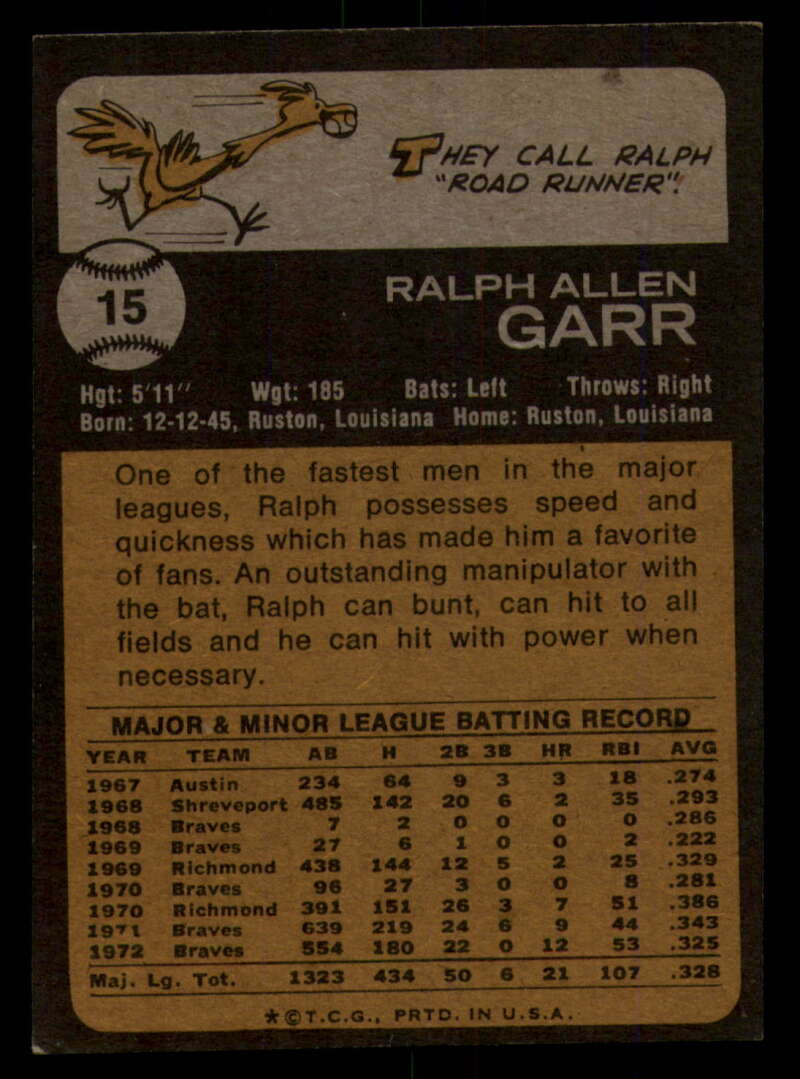 THEY CALL RALPH
"ROAD RUNNER".
15
RALPH ALLEN
GARR
Hgt: 5'11" Wgt: 185 Bats: Left Throws: Right
Born: 12-12-45, Ruston, Louisiana Home: Ruston, Louisiana
One of the fastest men in the major
leagues, Ralph possesses speed and
quickness which has made him a favorite
of fans. An outstanding manipulator with
the bat, Ralph can bunt, can hit to all
fields and he can hit with power when
necessary.
MAJOR & MINOR LEAGUE BATTING RECORD
YEAR TEAM AB H 2B 3B HR RBI AVG
1967 Austin 234 64 9 3 3 18 .274
1968 Shreveport 485 142 20 6 2 35 .293
1968 Braves 7 2 0 0 0 0 .286
1969 Braves 27 6 1 0 0 2 .222
1969 Richmond 438 144 12 5 2 25 .329
1970 Braves 96 27 3 0 0 8 .281
1970 Richmond 391 151 26 3 7 51 .386
1971 Braves 639 219 24 6 9 44 .343
1972 Braves 554 180 22 0 12 53 .325
Maj. Lg. Tot. 1323 434 50 6 21 107 .328
*©T.C.G., PRTD. IN U.S.A.